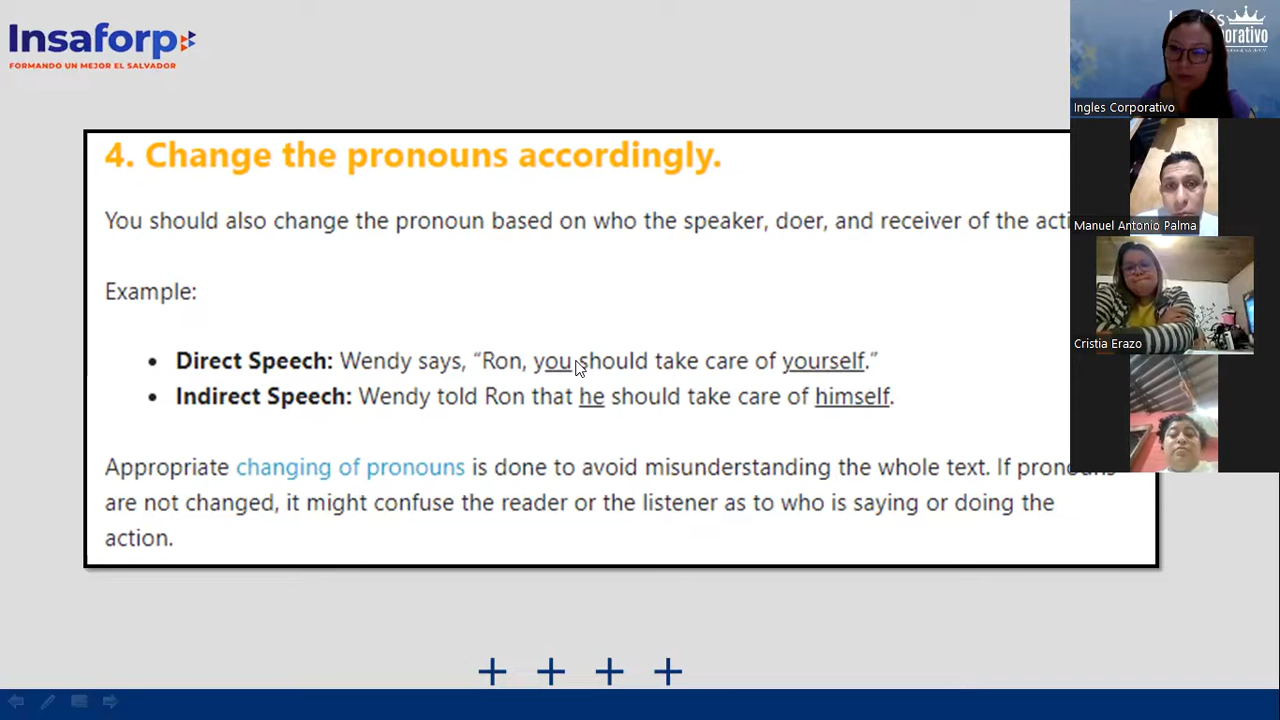 Insaforp
FORMANDO UN MEJOR EL SALVADOR
4. Change the pronouns accordingly.
You should also change the pronoun based on who the speaker, doer, and receiver of the
Example:
• Direct Speech: Wendy says, “Ron, you should take care of yourself.”
• Indirect Speech: Wendy told Ron that he should take care of himself.
Appropriate changing of pronouns is done to avoid misunderstanding the whole text. If pronouns
are not changed, it might confuse the reader or the listener as to who is saying or doing the
action.
Ingles Corporativo
Manuel Antonio Palma
Cristia Erazo